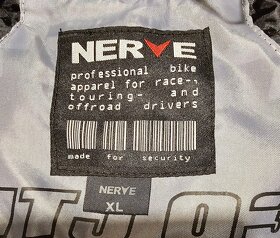 NERVE
professional bike
apparel for race-,
touring- and
offroad drivers
made for security
NERVE
XL